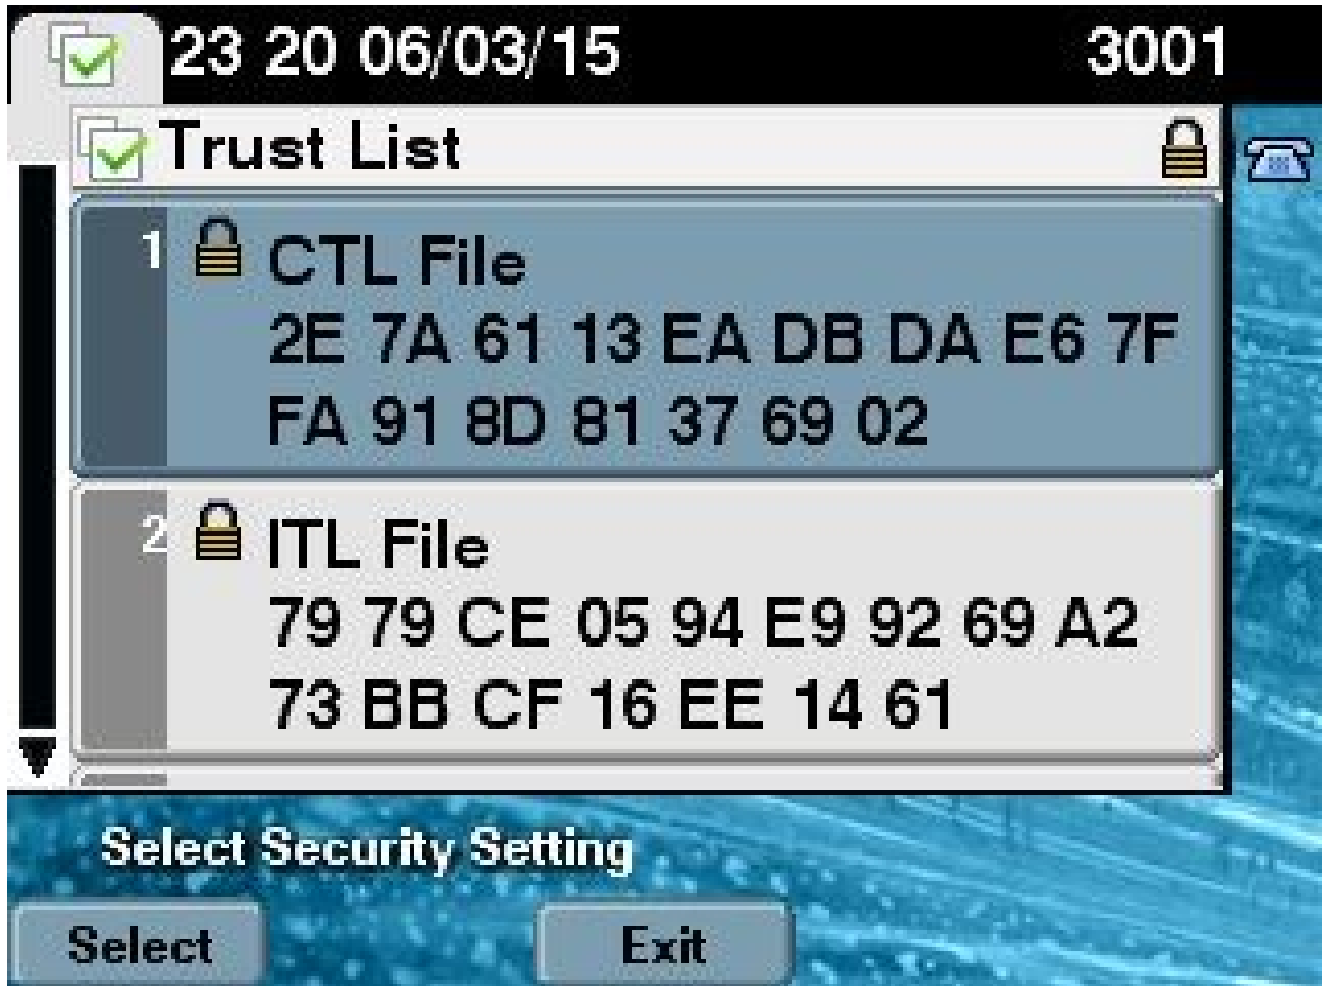 23 20 06/03/15 3001
Trust List
1 CTL File
2E 7A 61 13 EA DB DA E6 7F
FA 91 8D 81 37 69 02
2 ITL File
79 79 CE 05 94 E9 92 69 A2
73 BB CF 16 EE 14 61
Select Security Setting
Select Exit